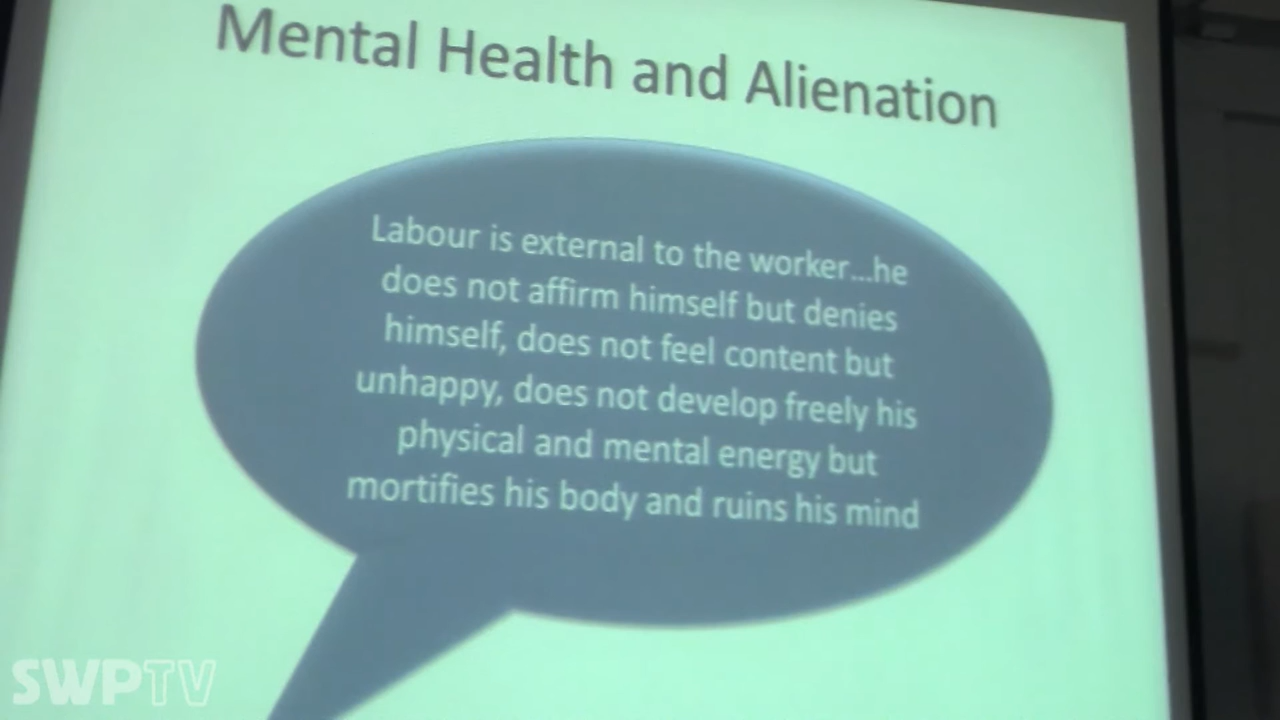 Mental Health and Alienation
Labour is external to the worker...he
does not affirm himself but denies
himself, does not feel content but
unhappy, does not develop freely his
physical and mental energy but
mortifies his body and ruins his mind
SWPTV